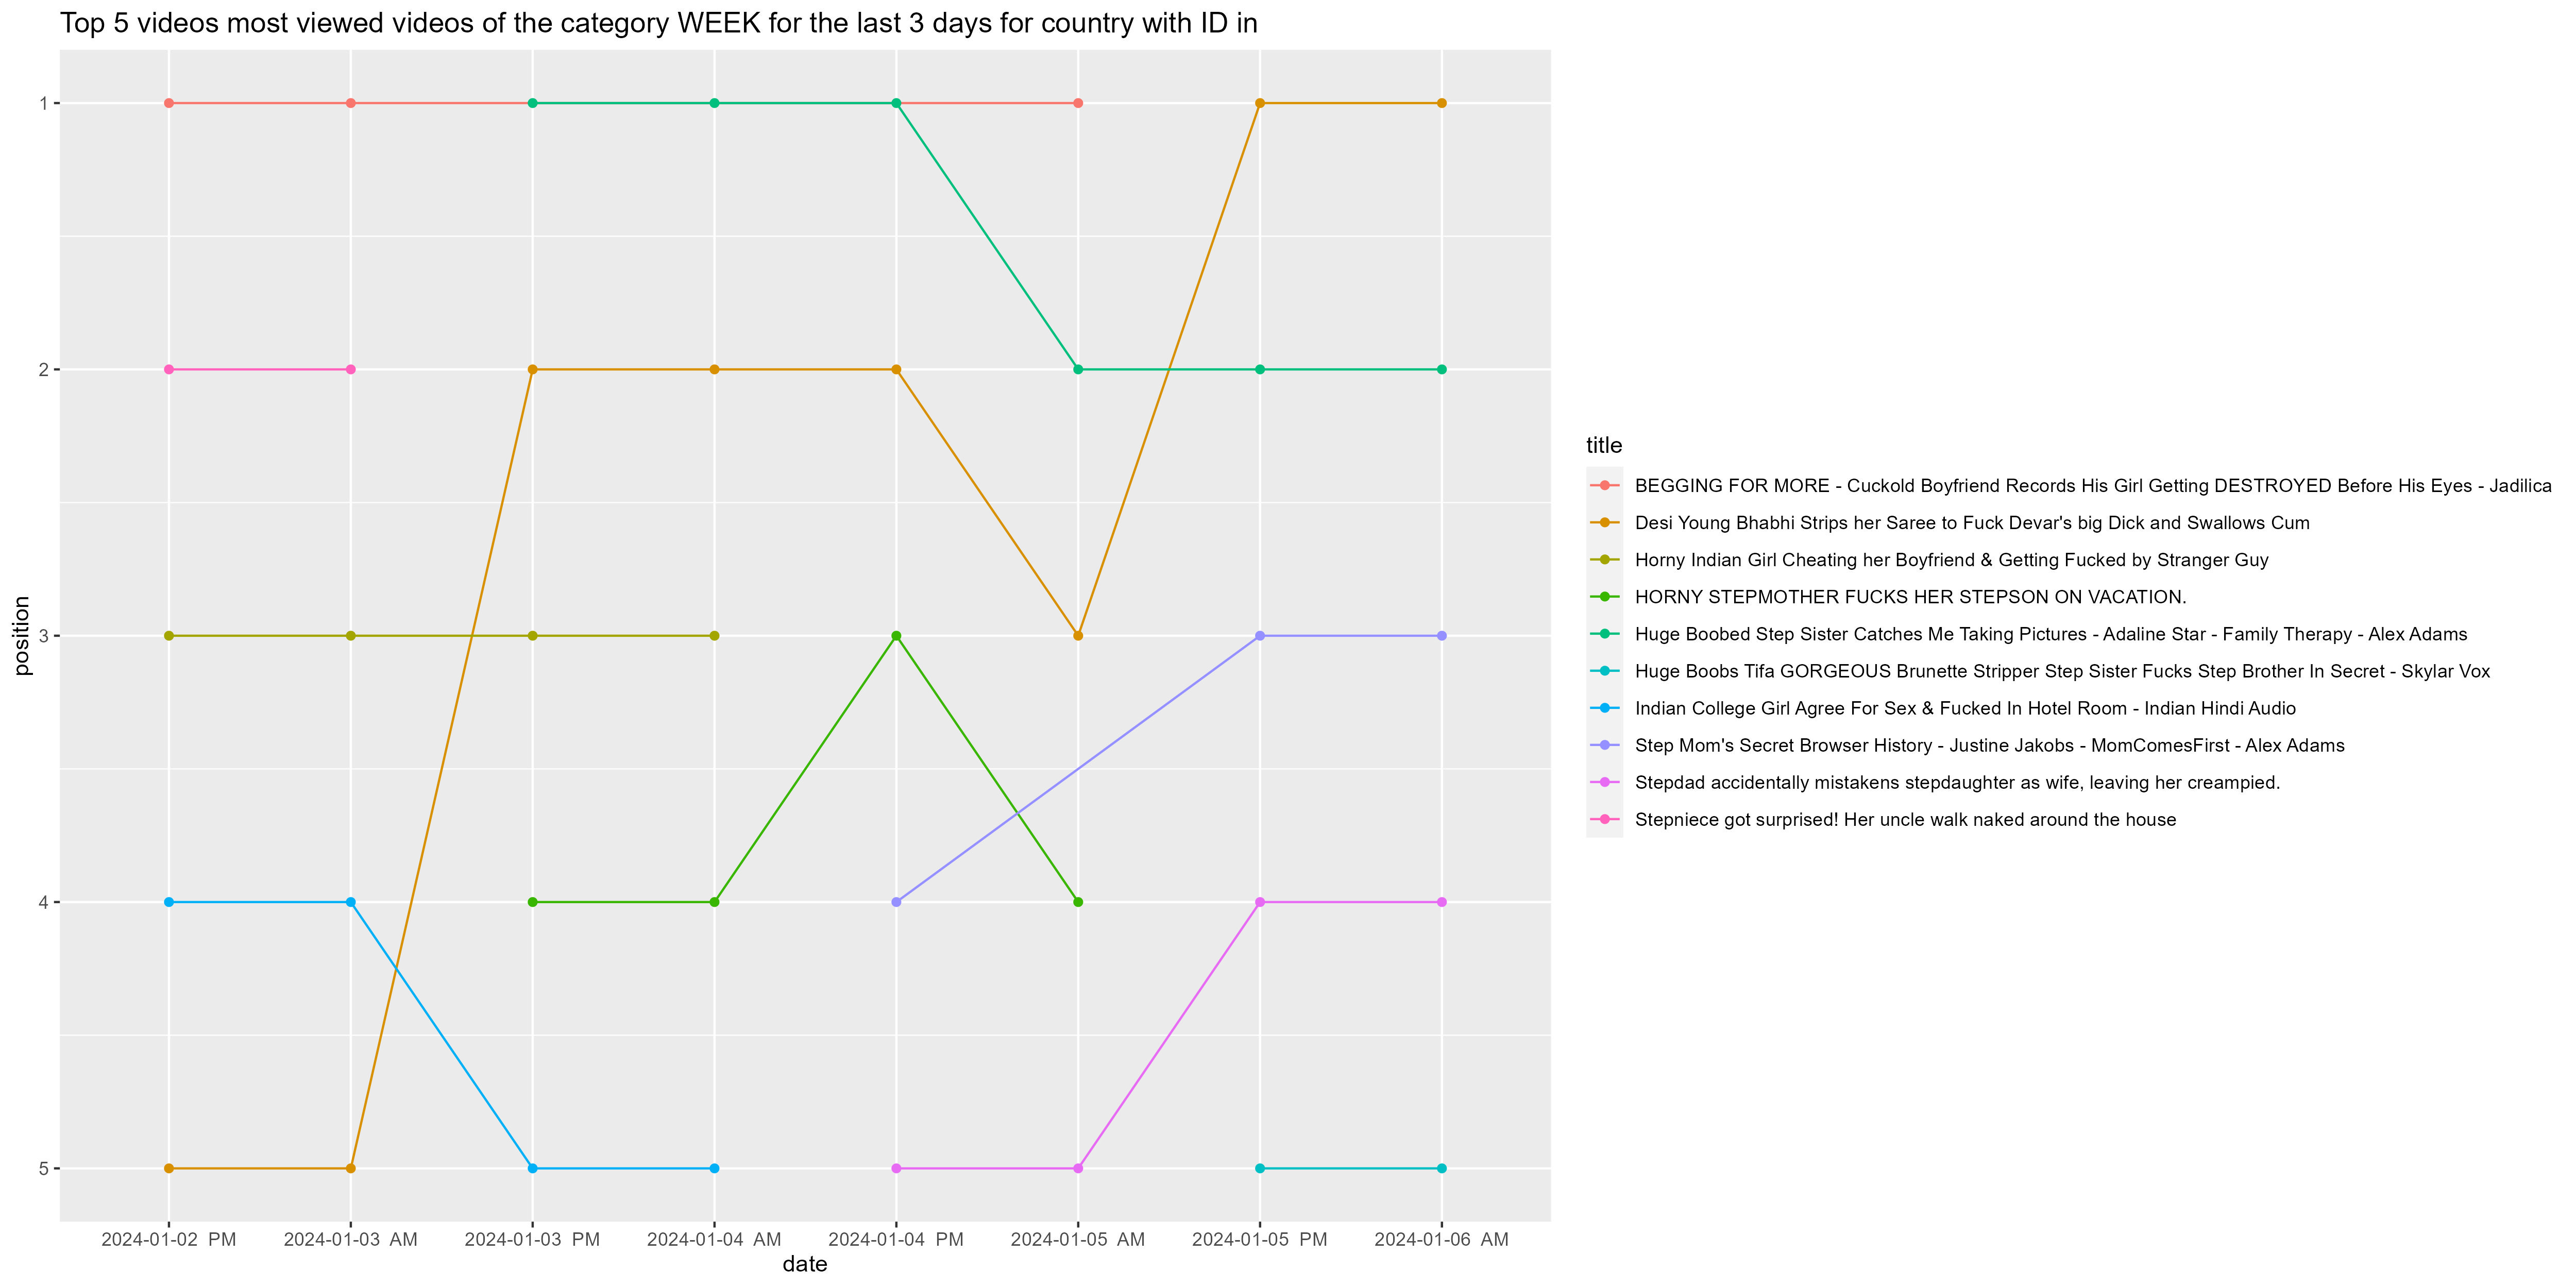 Top 5 videos most viewed videos of the category WEEK for the last 3 days for country with ID in
1
2
3
4
5
position
2024-01-02 PM
2024-01-03 AM
2024-01-03 PM
2024-01-04 AM
2024-01-04 PM
2024-01-05 AM
2024-01-05 PM
2024-01-06 AM
date
title
BEGGING FOR MORE - Cuckold Boyfriend Records His Girl Getting DESTROYED Before His Eyes - Jadilica
Desi Young Bhabhi Strips her Saree to Fuck Devar's big Dick and Swallows Cum
Horny Indian Girl Cheating her Boyfriend & Getting Fucked by Stranger Guy
HORNY STEPMOTHER FUCKS HER STEPSON ON VACATION.
Huge Boobed Step Sister Catches Me Taking Pictures - Adaline Star - Family Therapy - Alex Adams
Huge Boobs Tifa GORGEOUS Brunette Stripper Step Sister Fucks Step Brother In Secret - Skylar Vox
Indian College Girl Agree For Sex & Fucked In Hotel Room - Indian Hindi Audio
Step Mom's Secret Browser History - Justine Jakobs - MomComesFirst - Alex Adams
Stepdad accidentally mistakens stepdaughter as wife, leaving her creampied.
Stepniece got surprised! Her uncle walk naked around the house